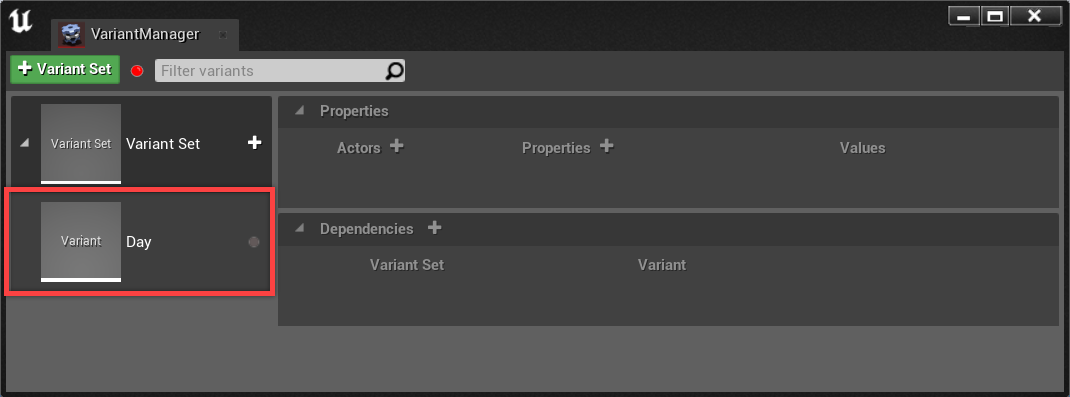 VariantManager
Variant Set
Filter variants
Variant Set
Variant Set
Variant
Day
Properties
Actors
Properties
Values
Dependencies
Variant Set
Variant